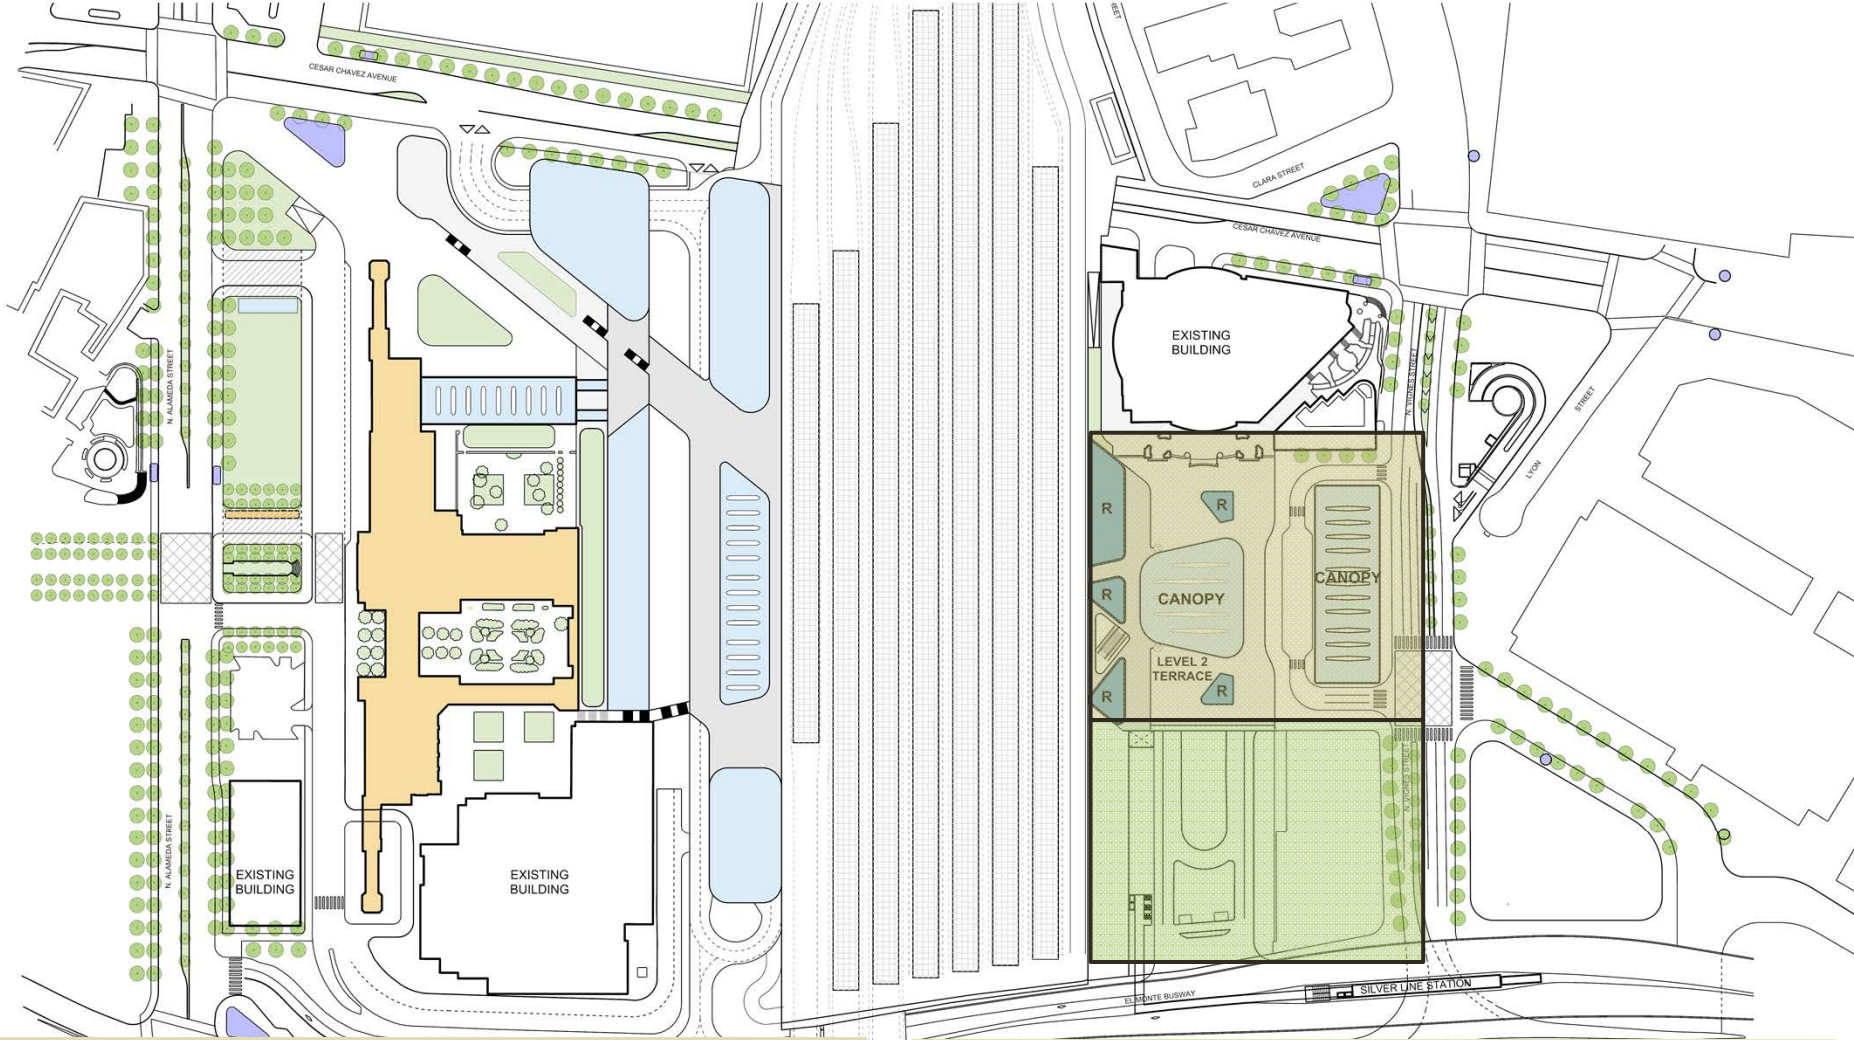 STREET
CESAR CHAVEZ AVENUE
CLARA STREET
CESAR CHAVEZ AVENUE
EXISTING
BUILDING
N. ALAMEDA STREET
N. VIGNES STREET
STREET
LYON
R
R
CANOPY
R
CANOPY
LEVEL 2
TERRACE
R
R
N. VIGNES STREET
N. ALAMEDA STREET
EXISTING
BUILDING
EXISTING
BUILDING
SILVER LINE STATION
EL MONTE BUSWAY